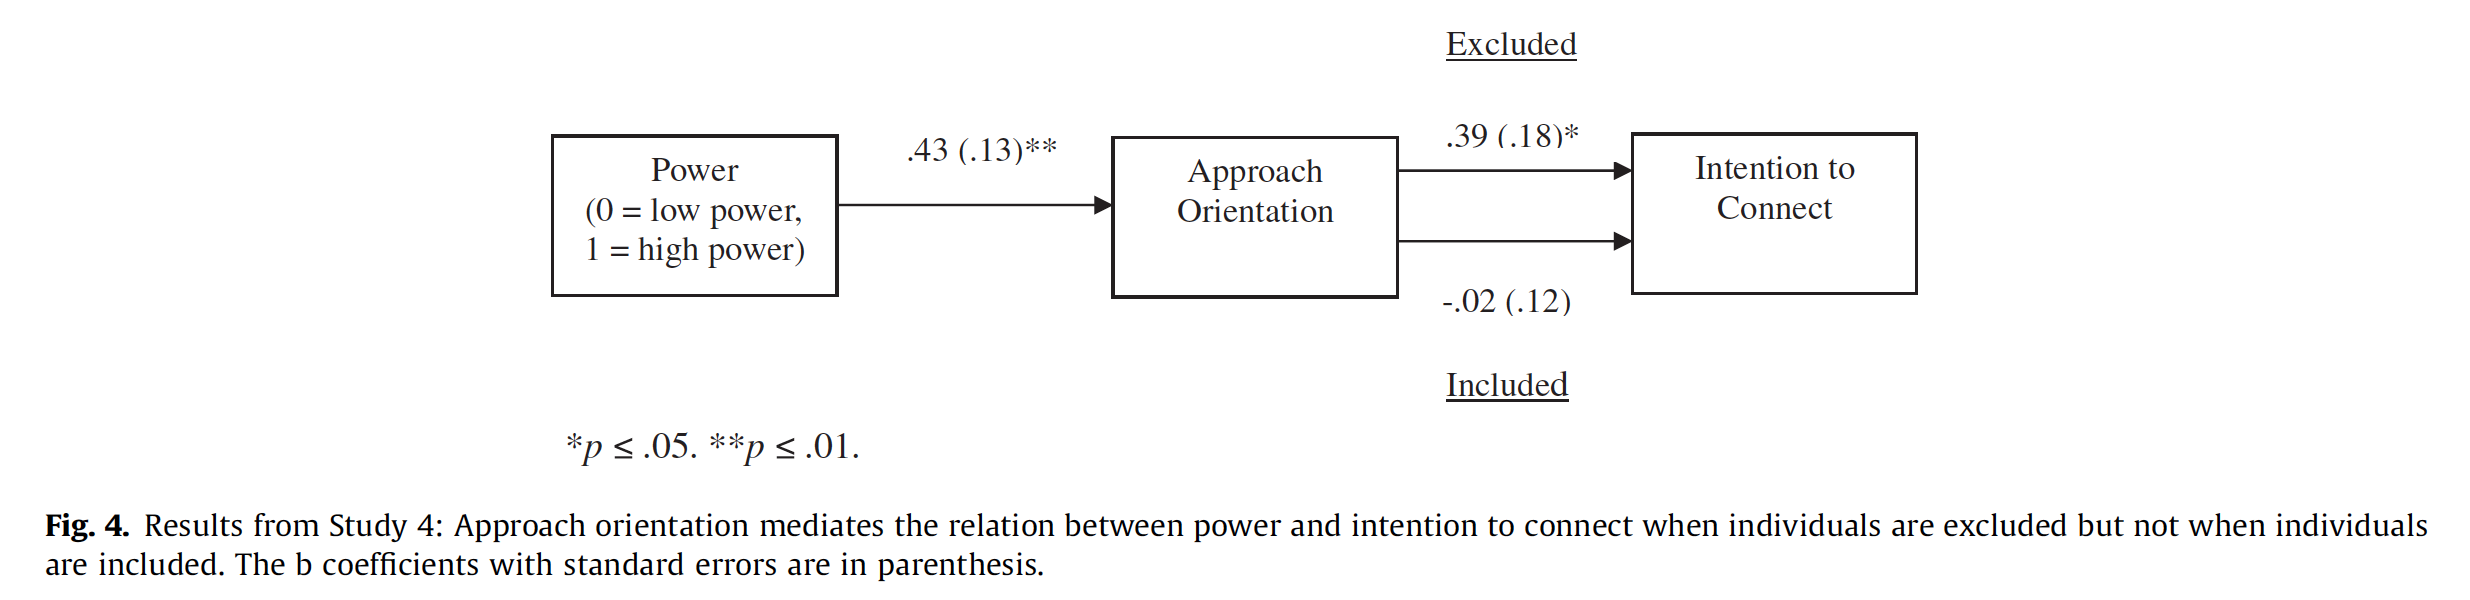 Excluded
.43 (.13)**
.39 (.18)*
Power
(0 = low power,
1 = high power)
Approach
Orientation
Intention to
Connect
-.02 (.12)
Included
*p ≤ .05. **p ≤ .01.
Fig. 4. Results from Study 4: Approach orientation mediates the relation between power and intention to connect when individuals are excluded but not when individuals
are included. The b coefficients with standard errors are in parenthesis.